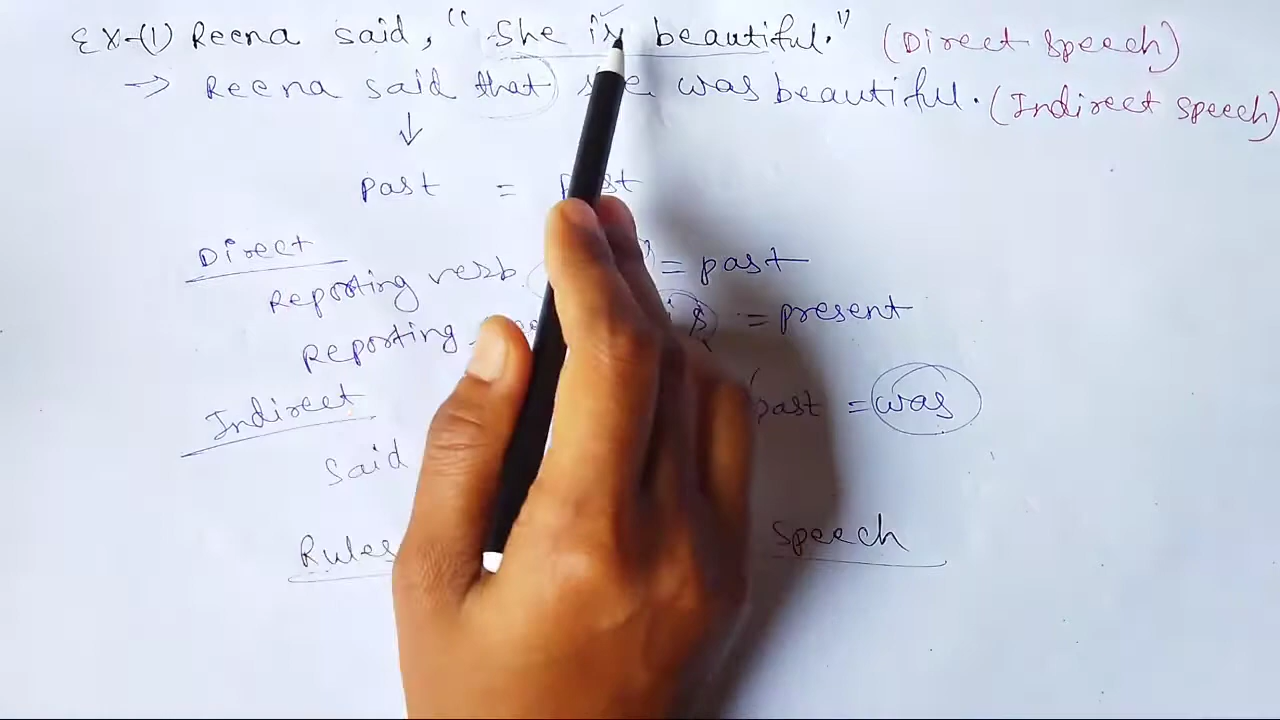 Ex-(1) Reena said, "She is beautiful." (Direct Speech)
→ Reena said that she was beautiful. (Indirect speech)
↓
past = past
Direct
Reporting verb = past
Reporting is = present
Indirect past = was
Said
Rules Speech